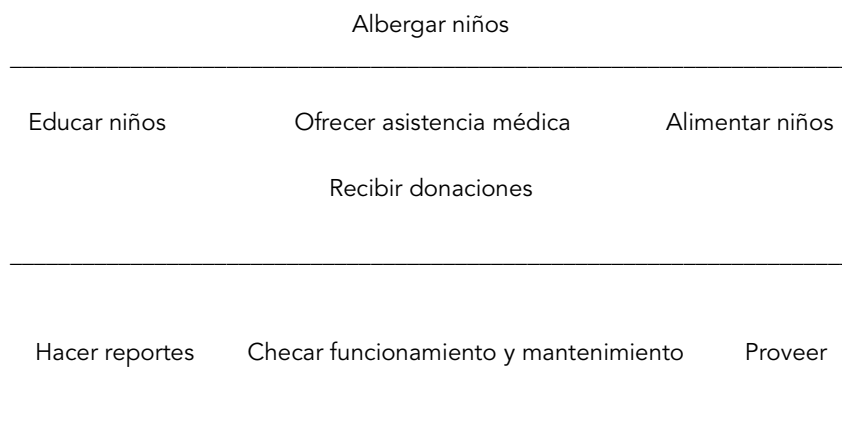 Albergar niños
Educar niños Ofrecer asistencia médica Alimentar niños
Recibir donaciones
Hacer reportes Checar funcionamiento y mantenimiento Proveer